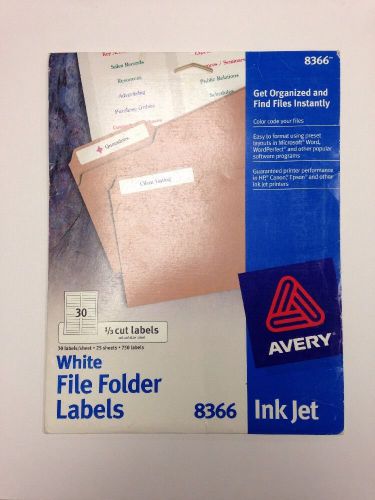 8366™
Get Organized and
Find Files Instantly
Color code your files
Easy to format using preset
layouts in Microsoft® Word,
WordPerfect® and other popular
software programs
Guaranteed printer performance
in HP®, Canon®, Epson® and other
ink jet printers
Sales Records
Resources
Advertising
Purchase Orders
Public Relations
Schedules
30
1/3 cut labels
30 labels/sheet • 25 sheets • 750 labels
AVERY
White
File Folder
Labels
8366
Ink Jet